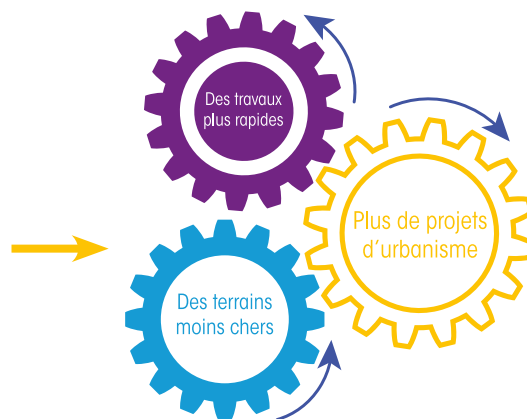 Des travaux
plus rapides
Plus de projets
d'urbanisme
Des terrains
moins chers